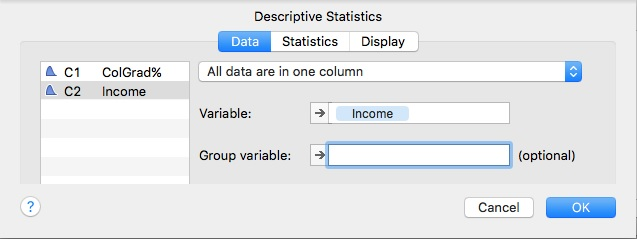 Descriptive Statistics
Data Statistics Display
C1 ColGrad%
C2 Income
All data are in one column
Variable: Income
Group variable: (optional)
? Cancel OK